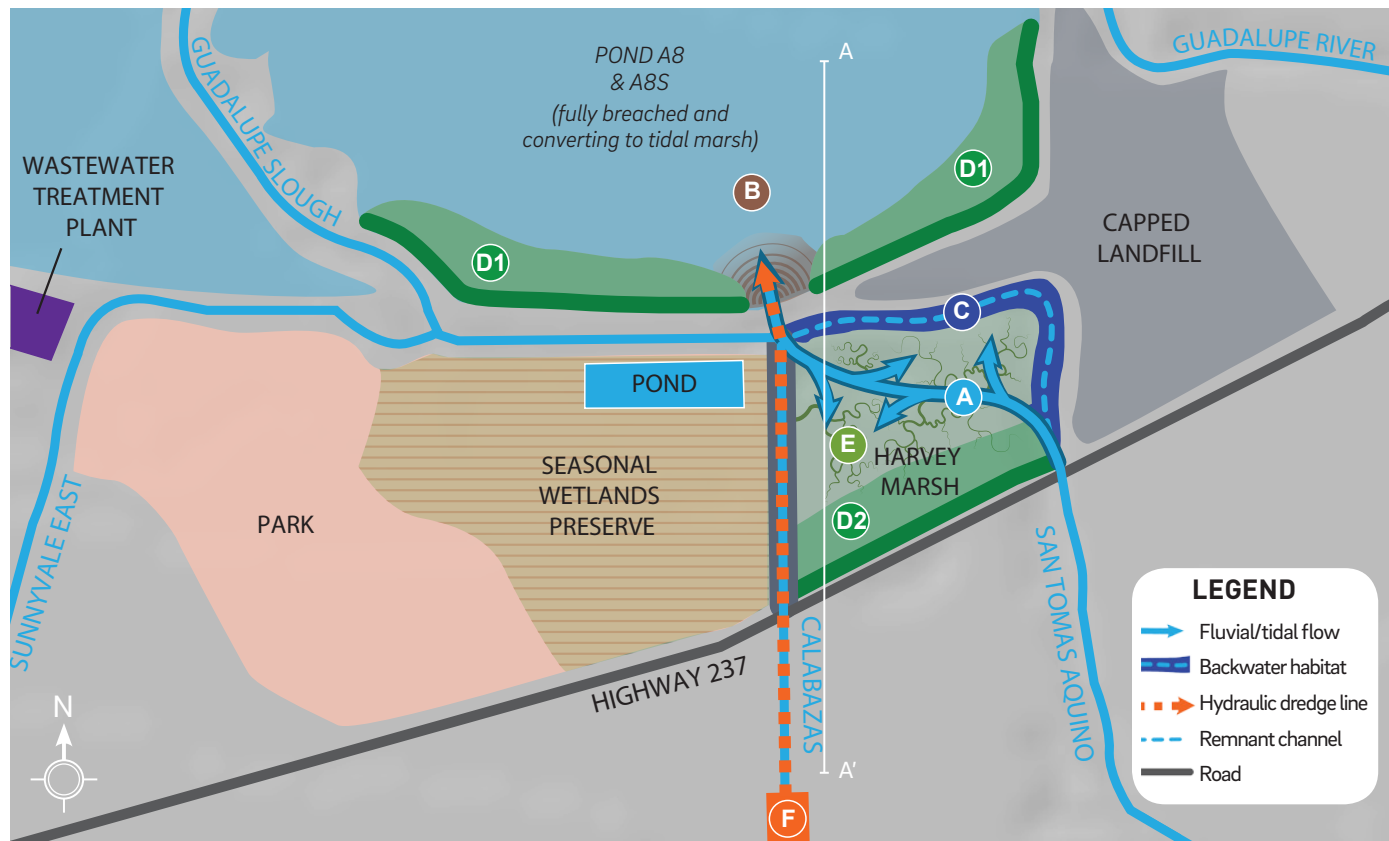 GUADALUPE SLOUGH
POND A8
& A8S
(fully breached and
converting to tidal marsh)
A
GUADALUPE RIVER
WASTEWATER
TREATMENT
PLANT
B
D1
D1
CAPPED
LANDFILL
C
POND
A
E
HARVEY
MARSH
SEASONAL
WETLANDS
PRESERVE
PARK
D2
SUNNYVALE EAST
HIGHWAY 237
CALABAZAS
SAN TOMAS AQUINO
A'
F
N
LEGEND
Fluvial/tidal flow
Backwater habitat
Hydraulic dredge line
Remnant channel
Road